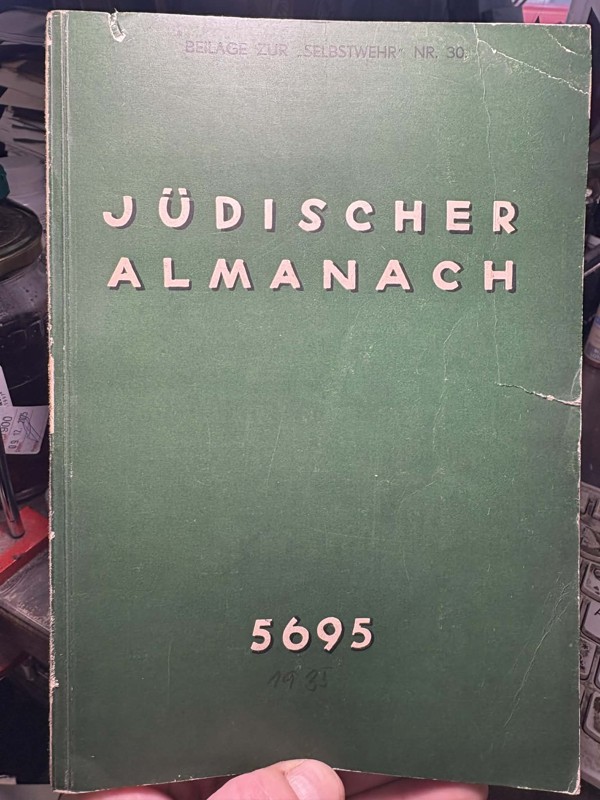 BEILAGE ZUR „SELBSTWEHR“ NR. 30
JÜDISCHER
ALMANACH
5695
1935